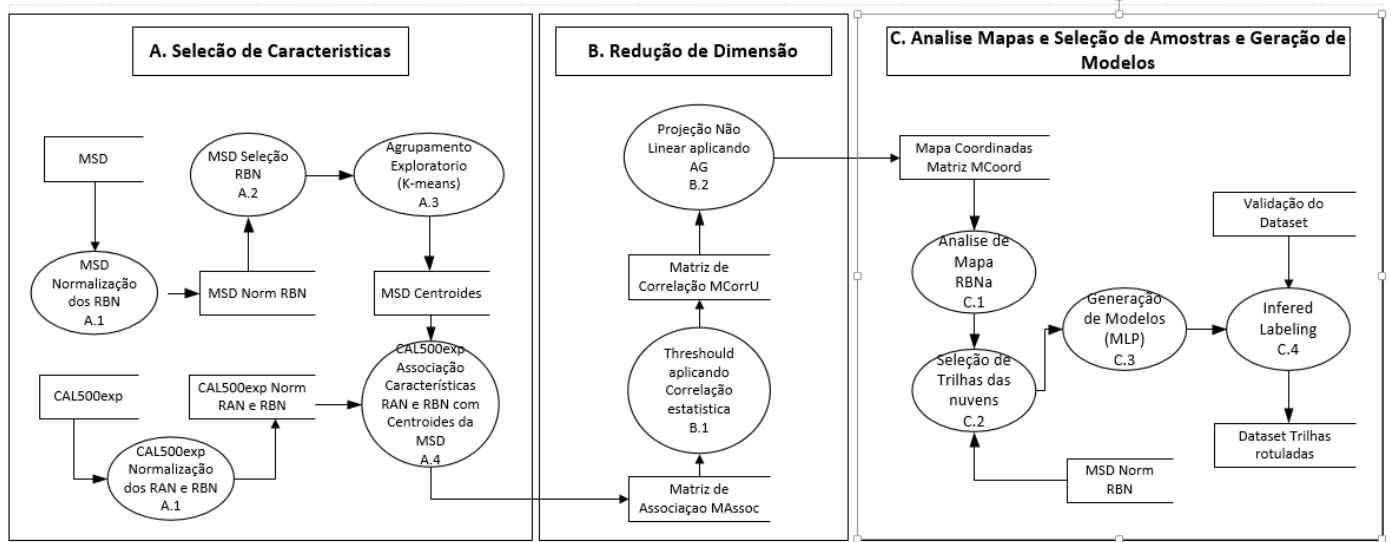 A. Selecão de Caracteristicas
MSD
MSD
Normalização
dos RBN
A.1
MSD Norm RBN
MSD Seleção
RBN
A.2
Agrupamento
Exploratorio
(K-means)
A.3
MSD Centroides
CAL500exp
CAL500exp
Normalização
dos RAN e RBN
A.1
CAL500exp Norm
RAN e RBN
CAL500exp
Associação
Características
RAN e RBN com
Centroides da
MSD
A.4
B. Redução de Dimensão
Projeção Não
Linear aplicando
AG
B.2
Matriz de
Correlação MCorrU
Threshould
aplicando
Correlação
estatistica
B.1
Matriz de
Associaçao MAssoc
C. Analise Mapas e Seleção de Amostras e Geração de
Modelos
Mapa Coordinadas
Matriz MCoord
Analise de
Mapa
RBNa
C.1
Seleção de
Trilhas das
nuvens
C.2
MSD Norm
RBN
Generação
de Modelos
(MLP)
C.3
Validação do
Dataset
Infered
Labeling
C.4
Dataset Trilhas
rotuladas